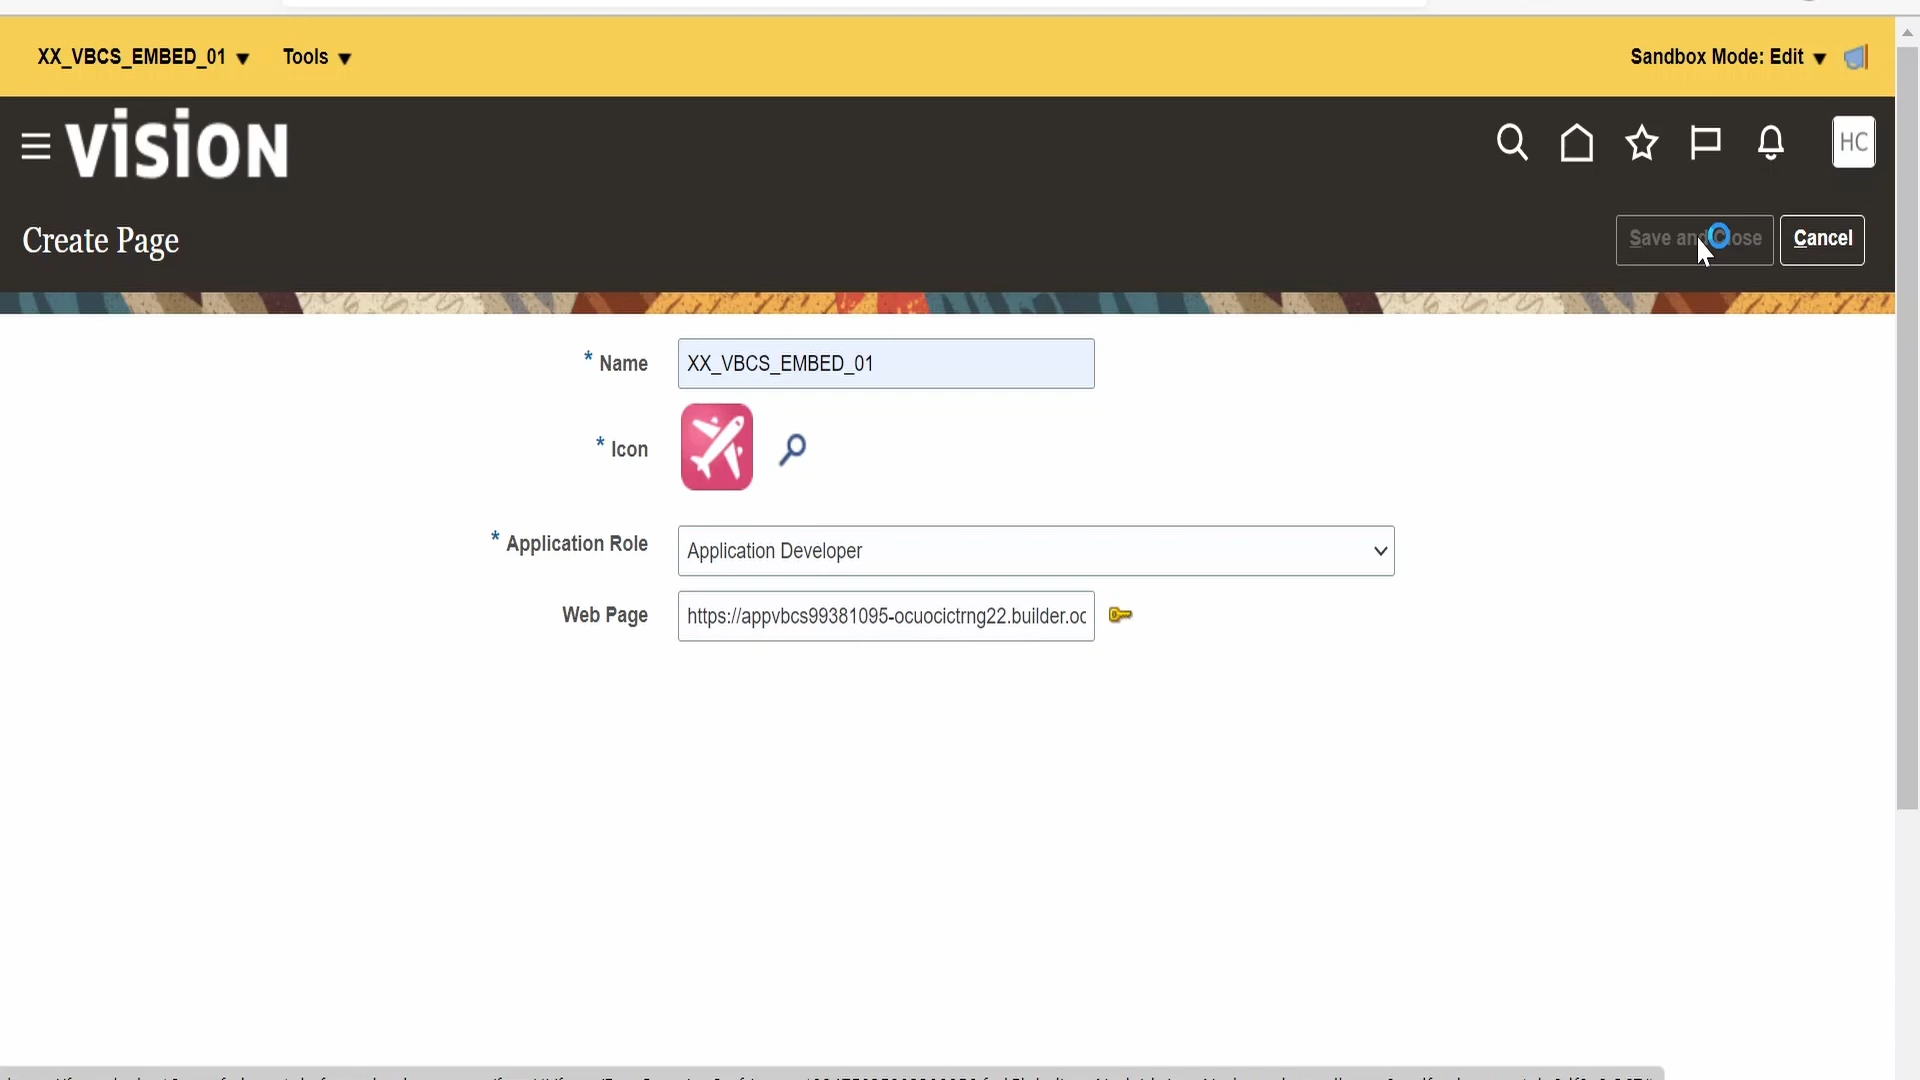 XX_VBCS_EMBED_01 Tools Sandbox Mode: Edit
VISION HC
Create Page Save and Close Cancel
* Name XX_VBCS_EMBED_01
* Icon
* Application Role Application Developer
Web Page https://appvbcs99381095-ocuocictrng22.builder.oc